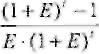 (1 + E)^i − 1
E · (1 + E)^i